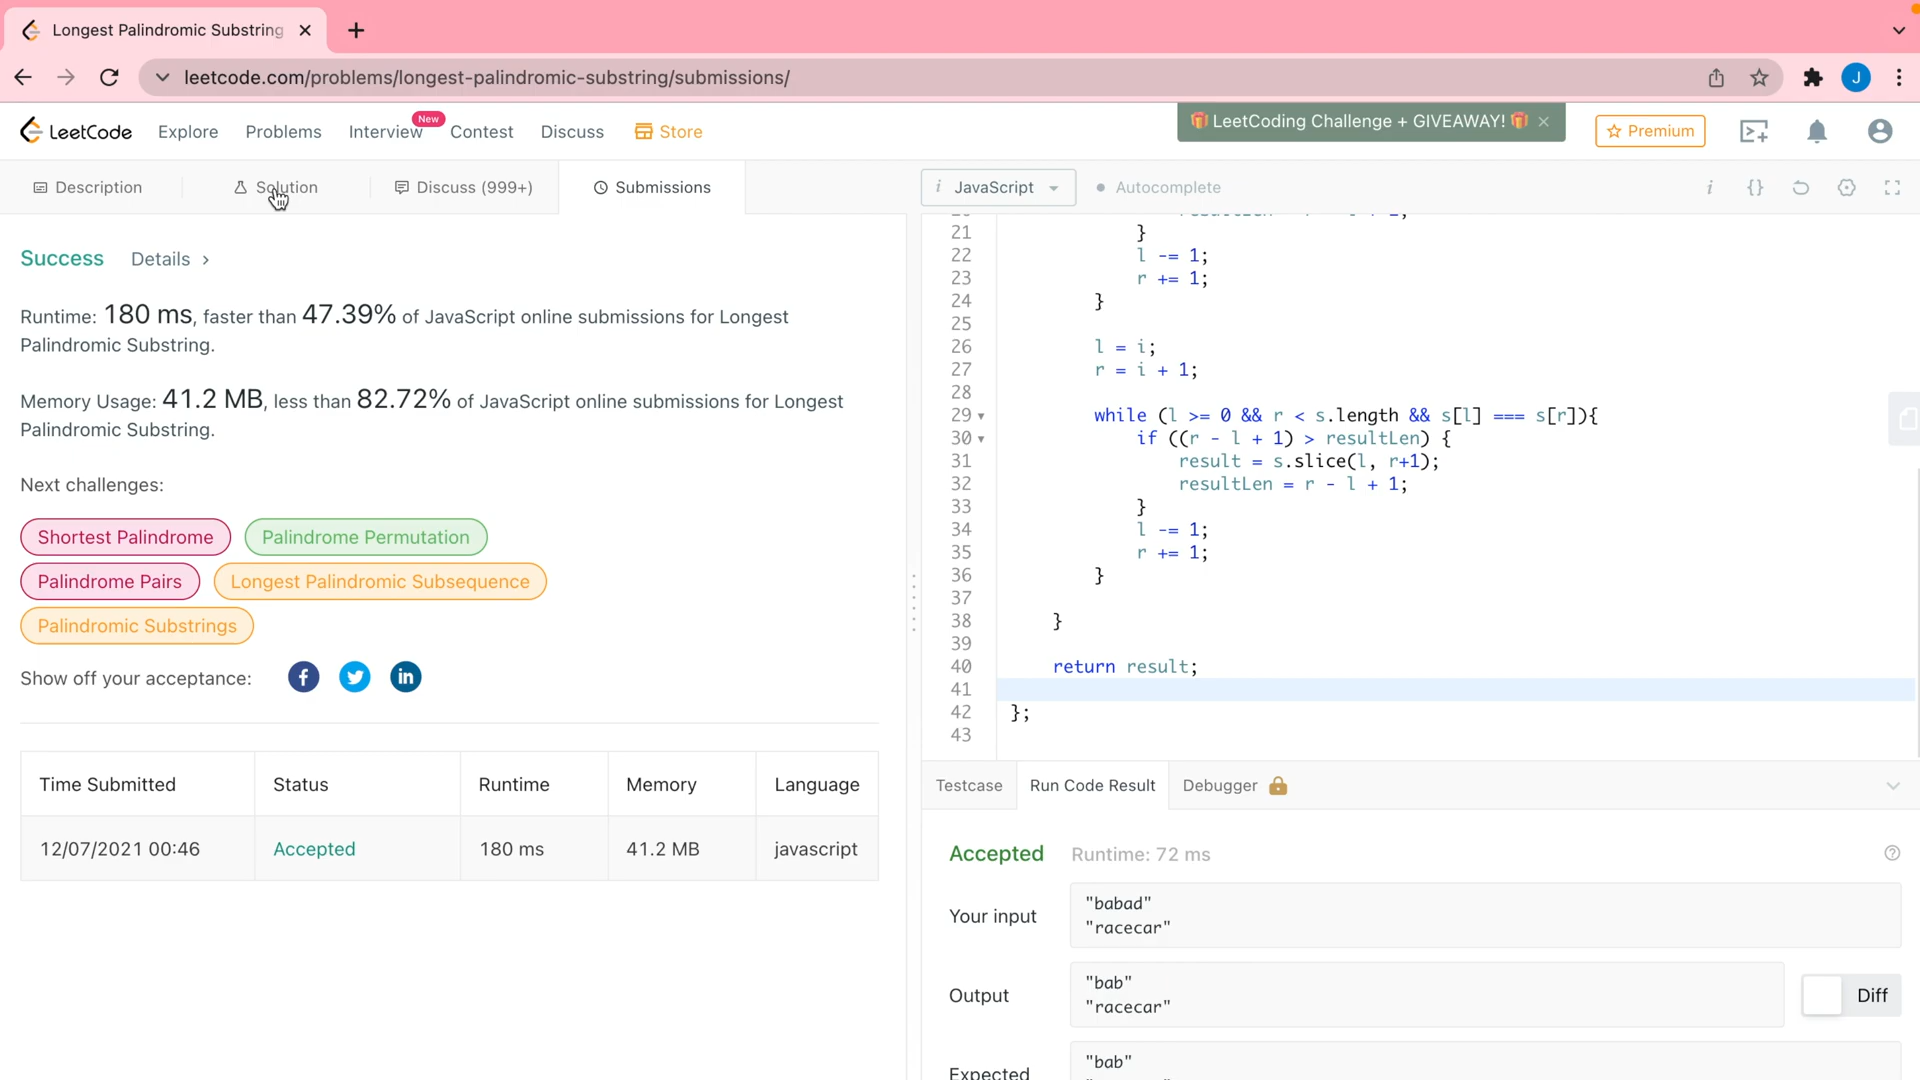 Longest Palindromic Substring
leetcode.com/problems/longest-palindromic-substring/submissions/
J
LeetCode
Explore
Problems
Interview
New
Contest
Discuss
Store
🎁 LeetCoding Challenge + GIVEAWAY! 🎁
Premium
Description
Solution
Discuss (999+)
Submissions
i JavaScript
Autocomplete
Success
Details
Runtime: 180 ms, faster than 47.39% of JavaScript online submissions for Longest
Palindromic Substring.
Memory Usage: 41.2 MB, less than 82.72% of JavaScript online submissions for Longest
Palindromic Substring.
Next challenges:
Shortest Palindrome
Palindrome Permutation
Palindrome Pairs
Longest Palindromic Subsequence
Palindromic Substrings
Show off your acceptance:
Time Submitted Status Runtime Memory Language
12/07/2021 00:46 Accepted 180 ms 41.2 MB javascript
21 }
22 l -= 1;
23 r += 1;
24 }
25
26 l = i;
27 r = i + 1;
28
29 while (l >= 0 && r < s.length && s[l] === s[r]){
30 if ((r - l + 1) > resultLen) {
31 result = s.slice(l, r+1);
32 resultLen = r - l + 1;
33 }
34 l -= 1;
35 r += 1;
36 }
37
38 }
39
40 return result;
41
42 };
43
Testcase
Run Code Result
Debugger
Accepted
Runtime: 72 ms
Your input
"babad"
"racecar"
Output
"bab"
"racecar"
Diff
Expected
"bab"